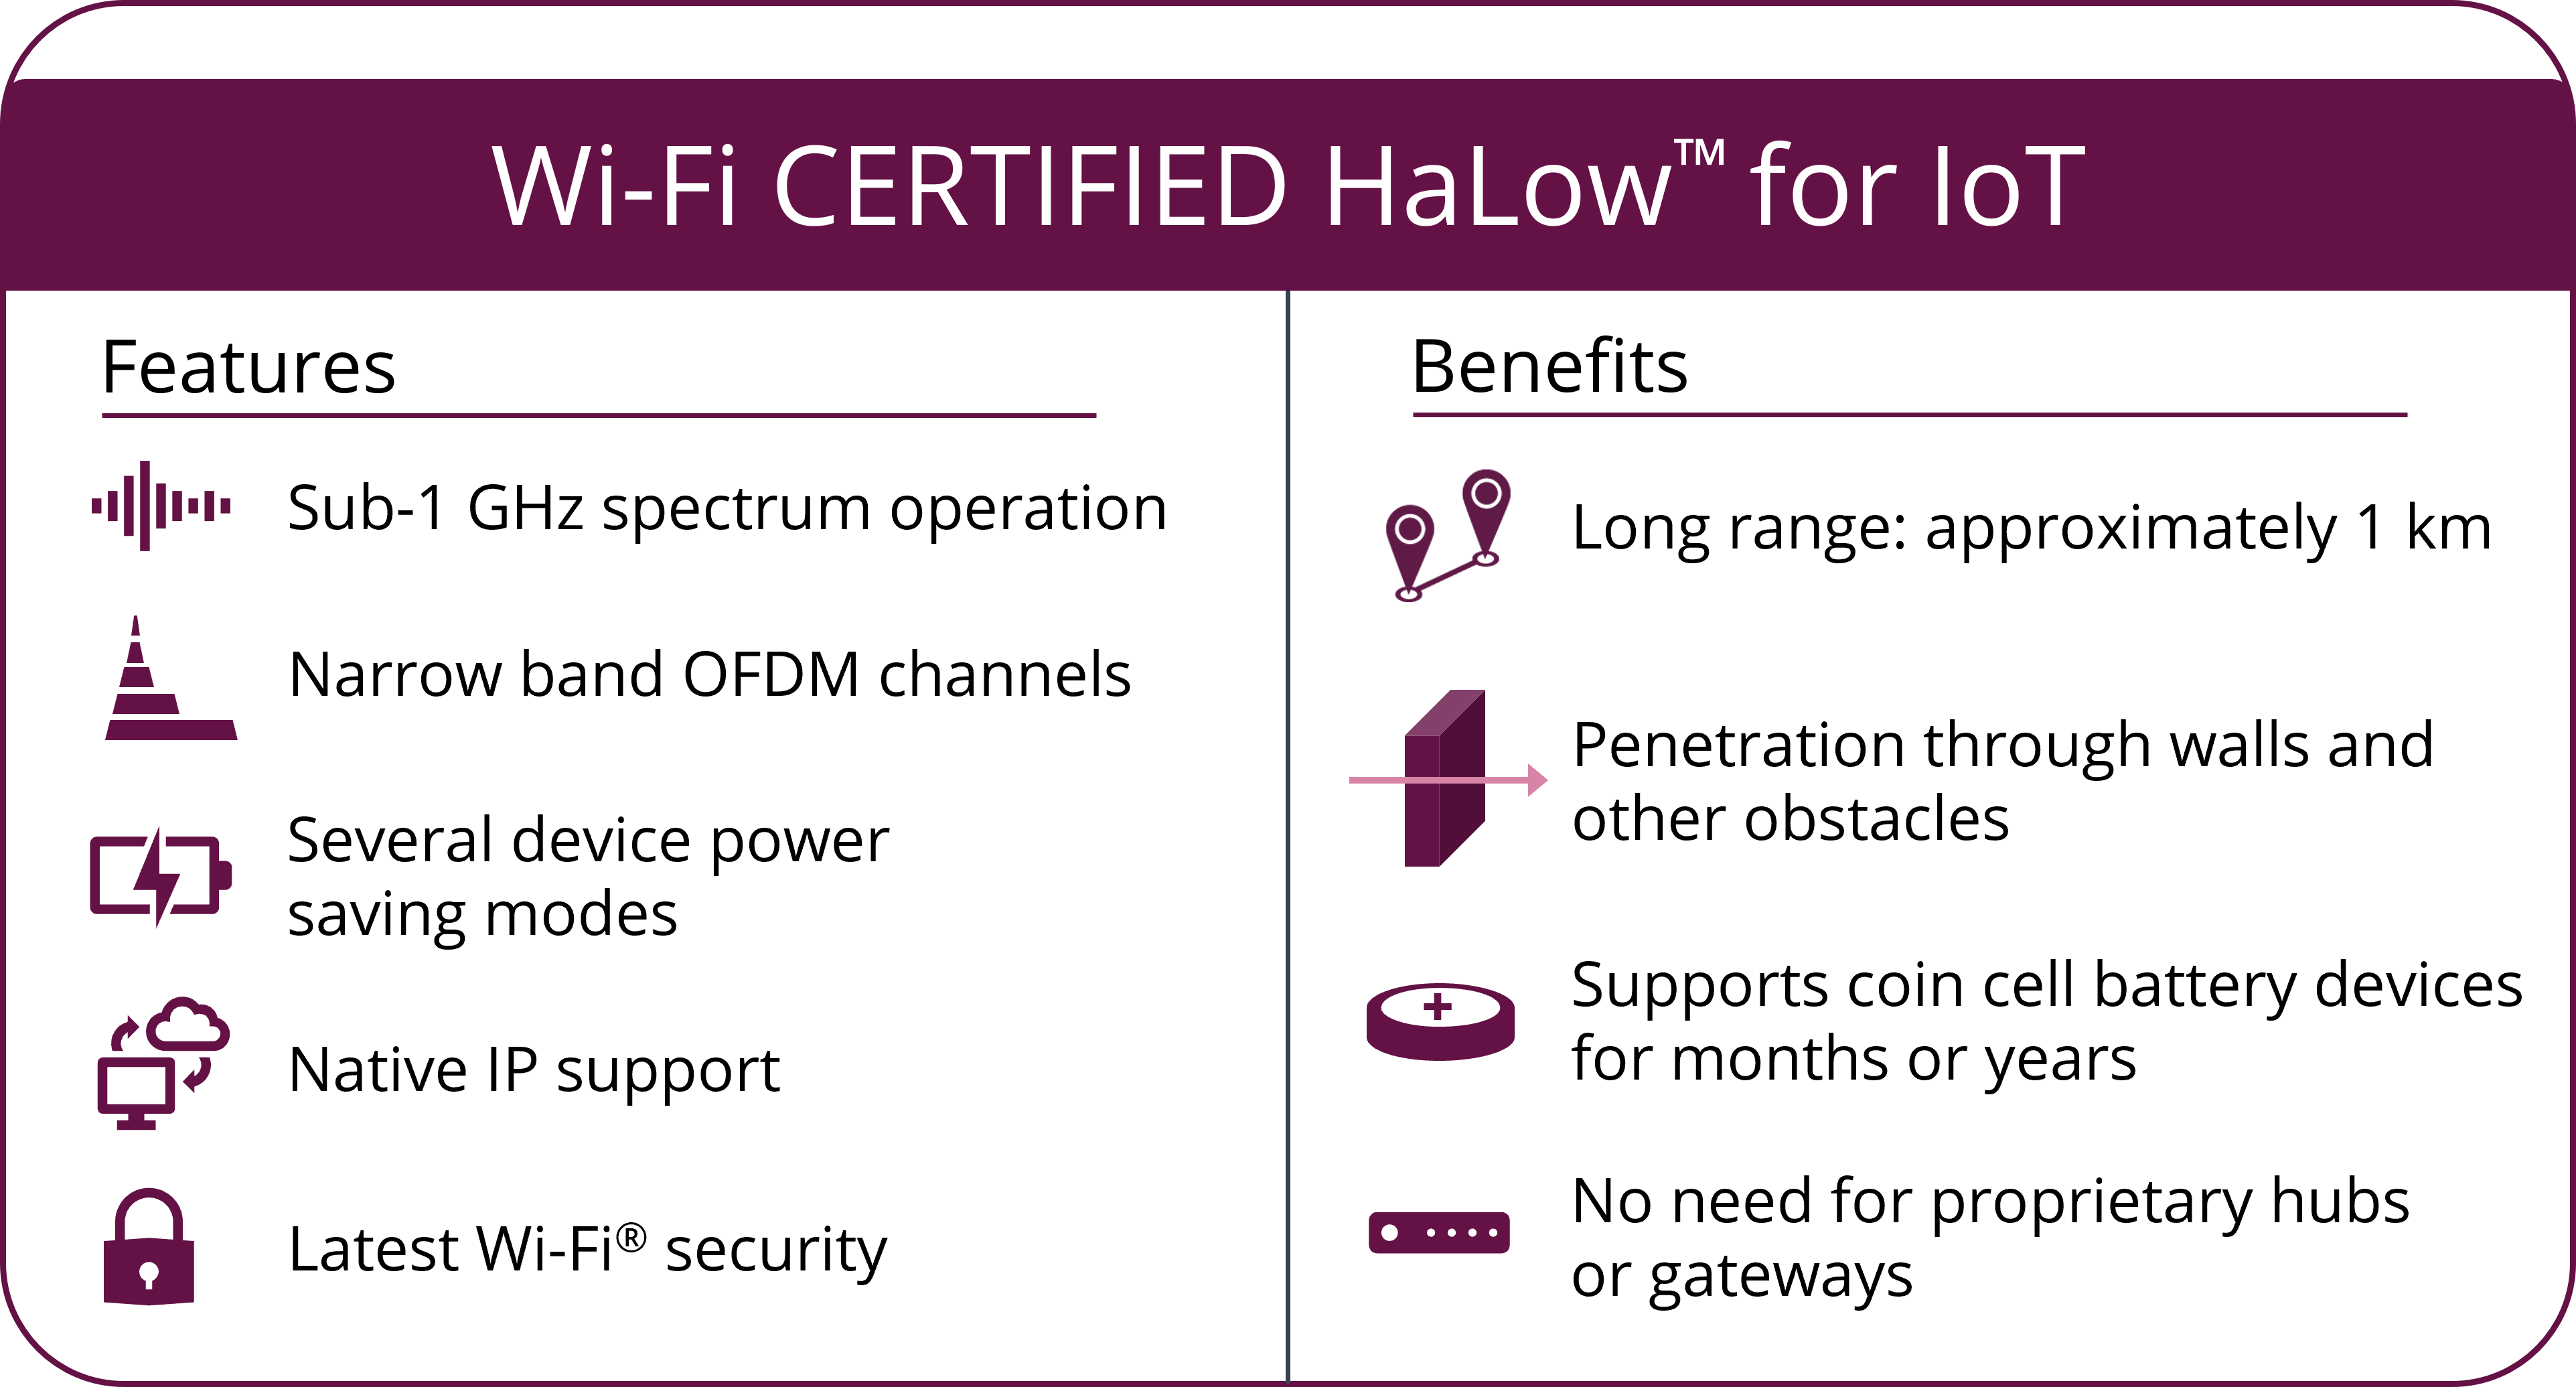 Wi-Fi CERTIFIED HaLow™ for IoT
Features
Sub-1 GHz spectrum operation
Narrow band OFDM channels
Several device power
saving modes
Native IP support
Latest Wi-Fi® security
Benefits
Long range: approximately 1 km
Penetration through walls and
other obstacles
Supports coin cell battery devices
for months or years
No need for proprietary hubs
or gateways